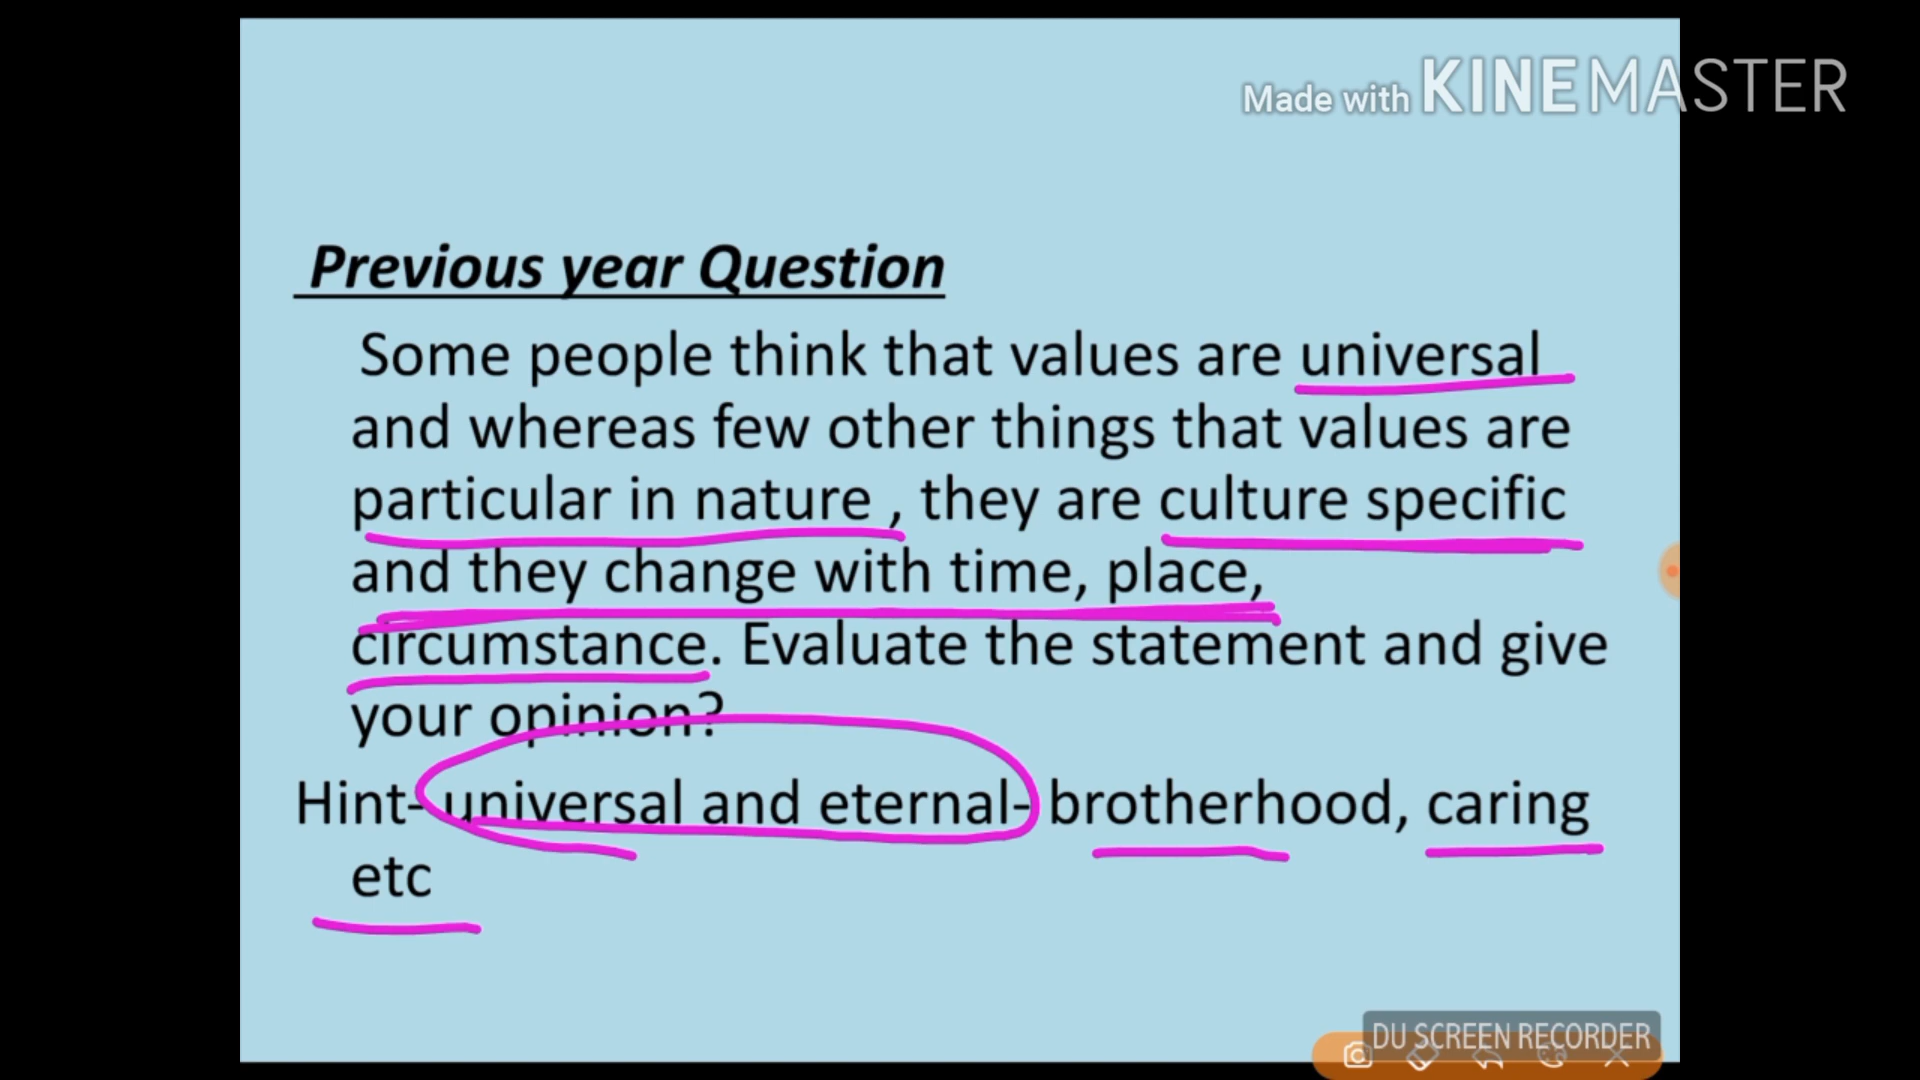 Made with KINEMASTER
Previous year Question
Some people think that values are universal
and whereas few other things that values are
particular in nature , they are culture specific
and they change with time, place,
circumstance. Evaluate the statement and give
your opinion?
Hint- universal and eternal- brotherhood, caring
etc
DU SCREEN RECORDER